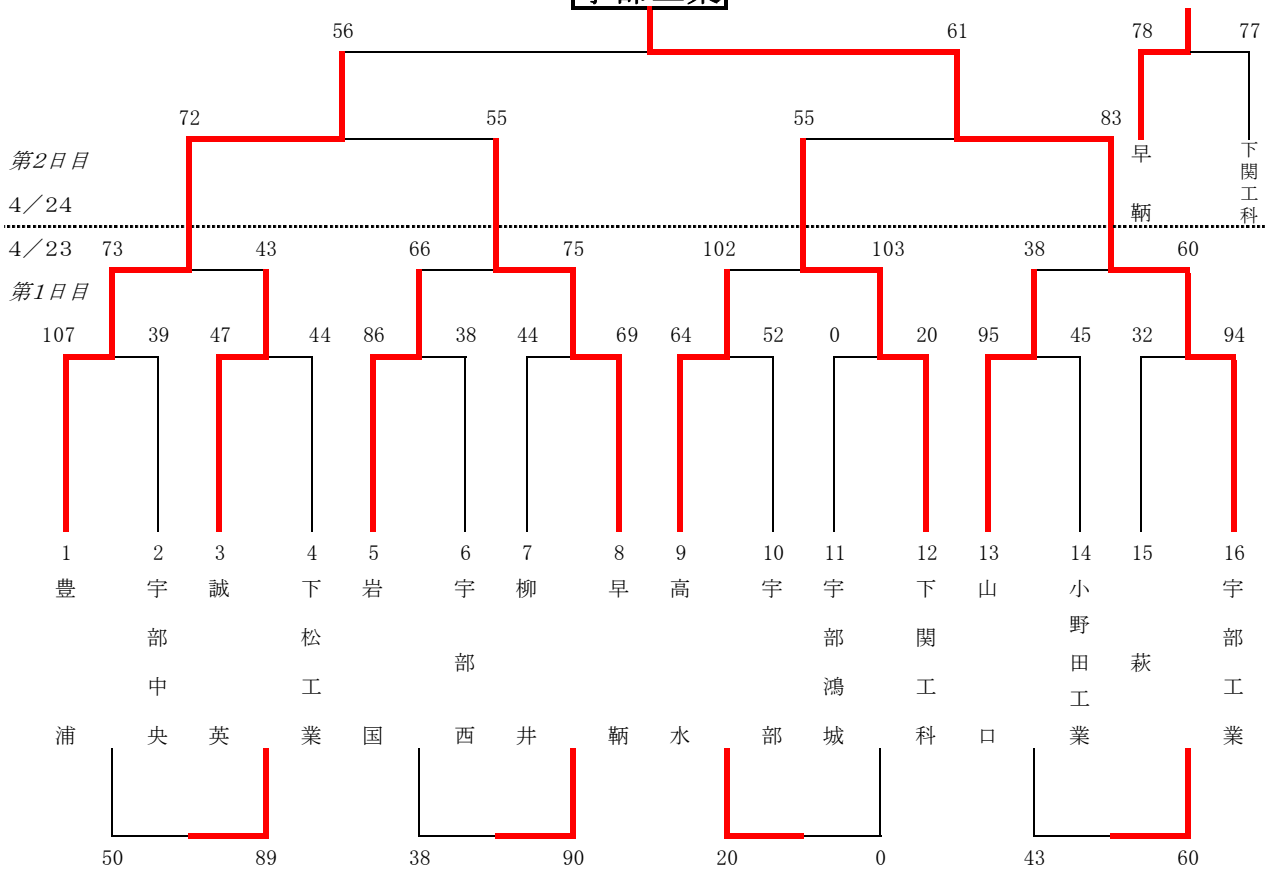 宇部工業
56 61 78 77
72 55 55 83
早鞆
下関工科
第2日目
4/24
4/23 73 43 66 75 102 103 38 60
第1日目
107 39 47 44 86 38 44 69 64 52 0 20 95 45 32 94
1 2 3 4 5 6 7 8 9 10 11 12 13 14 15 16
豊浦
宇部中央
誠英
下松工業
岩国
宇部西
柳井
早鞆
高水
宇部
宇部鴻城
下関工科
山口
小野田工業
萩
宇部工業
50 89 38 90 20 0 43 60